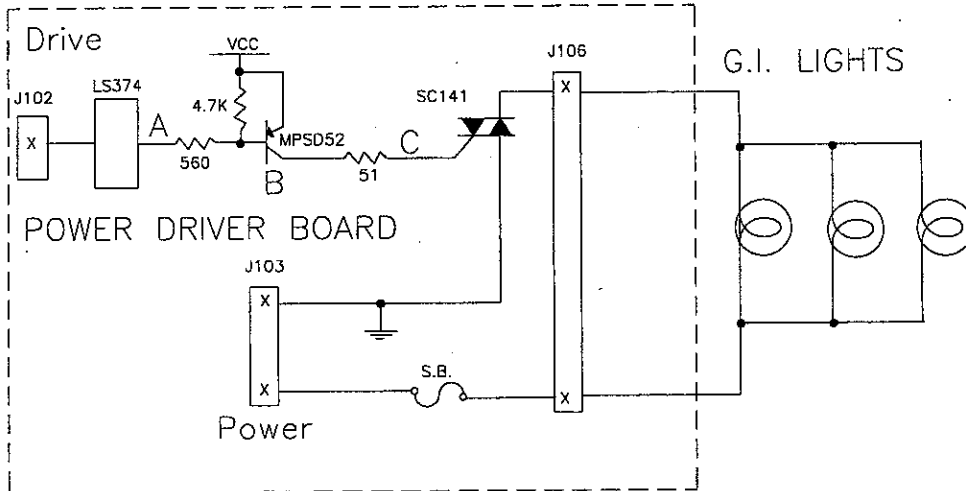 Drive
VCC
J106
G.I. LIGHTS
J102
LS374
4.7K
SC141
X
X
A
MPSD52
C
560
B
51
POWER DRIVER BOARD
J103
X
S.B.
X
X
Power